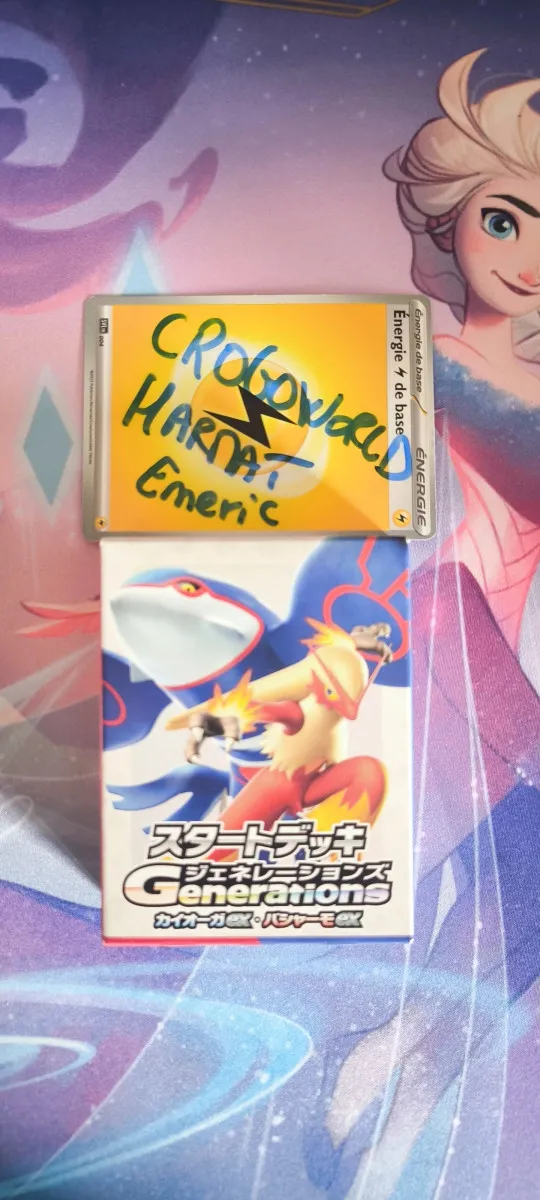 Énergie de base
Énergie de base
ÉNERGIE
004
CROGOWORLD
HARNAT
Emeric
スタートデッキ
ジェネレーションズ
Generations
カイオーガex・バシャーモex